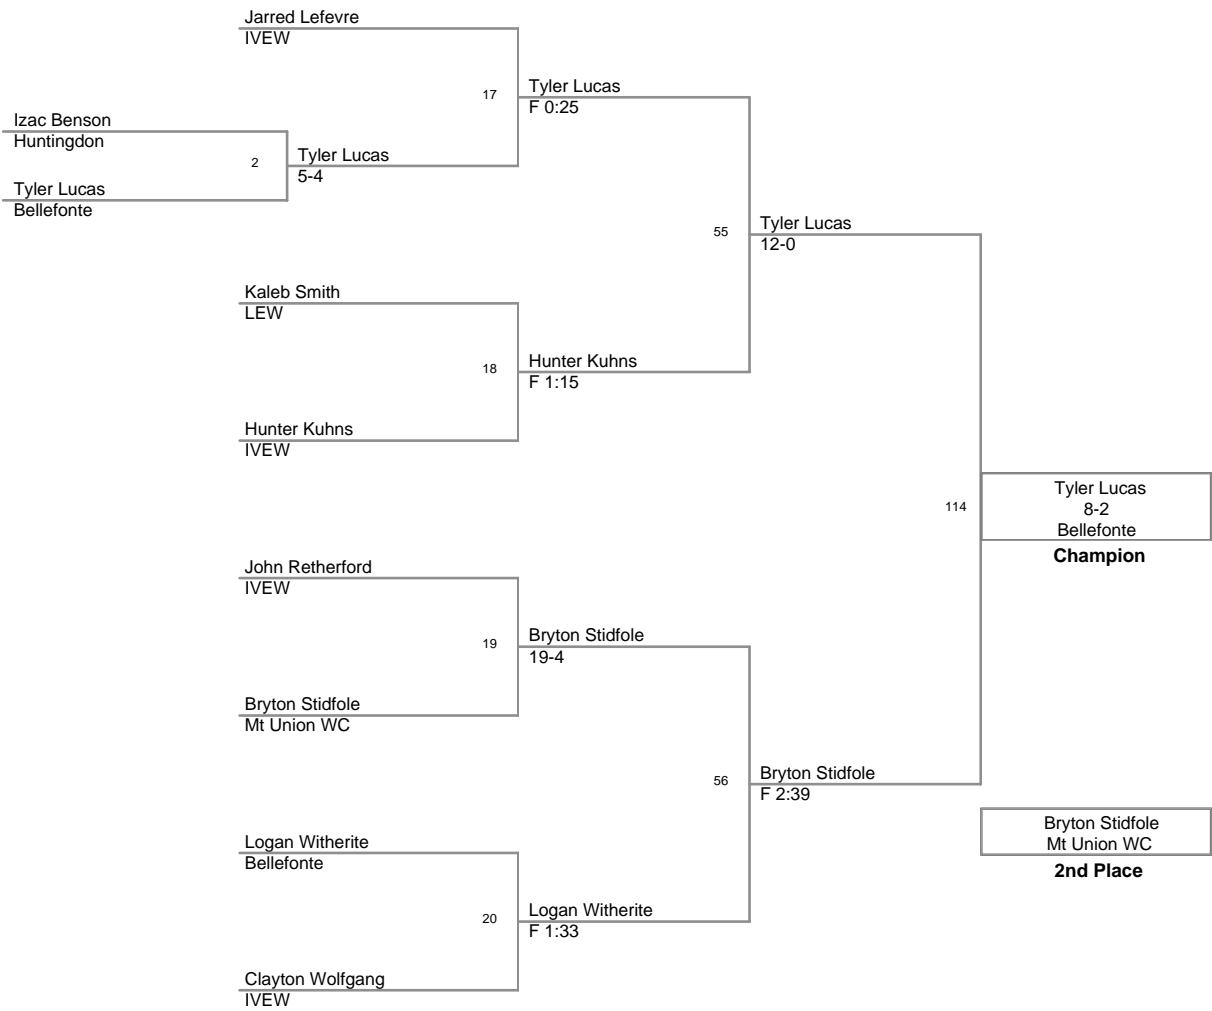 Jarred Lefevre
IVEW
17
Tyler Lucas
F 0:25
Izac Benson
Huntingdon
2
Tyler Lucas
5-4
Tyler Lucas
Bellefonte
55
Tyler Lucas
12-0
Kaleb Smith
LEW
18
Hunter Kuhns
F 1:15
Hunter Kuhns
IVEW
114
Tyler Lucas
8-2
Bellefonte
Champion
John Retherford
IVEW
19
Bryton Stidfole
19-4
Bryton Stidfole
Mt Union WC
56
Bryton Stidfole
F 2:39
Bryton Stidfole
Mt Union WC
2nd Place
Logan Witherite
Bellefonte
20
Logan Witherite
F 1:33
Clayton Wolfgang
IVEW